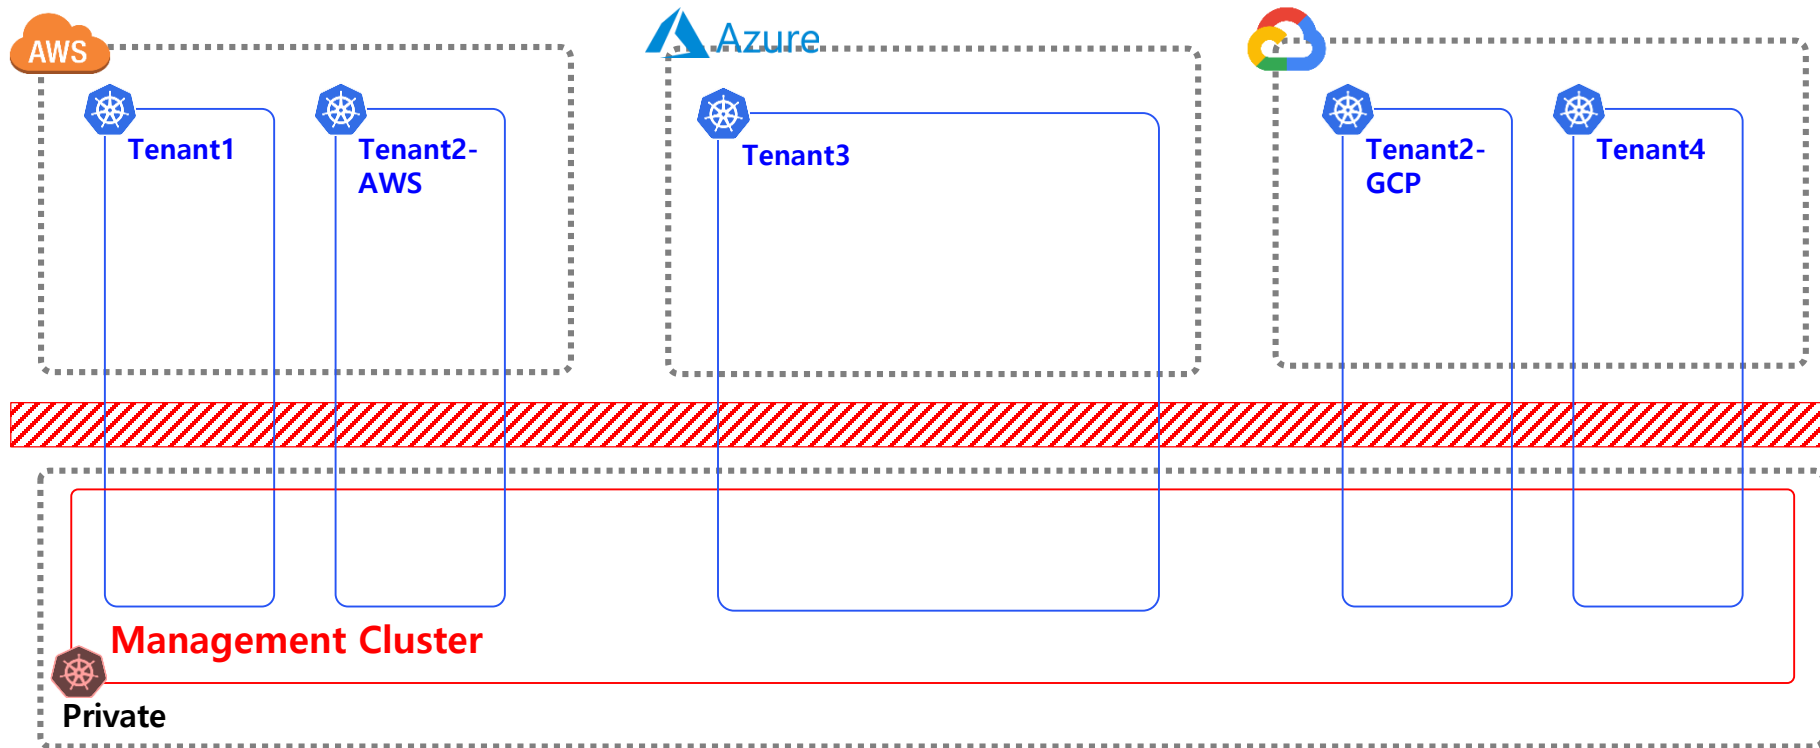 AWS
Azure
Tenant1
Tenant2-
AWS
Tenant3
Tenant2-
GCP
Tenant4
Management Cluster
Private